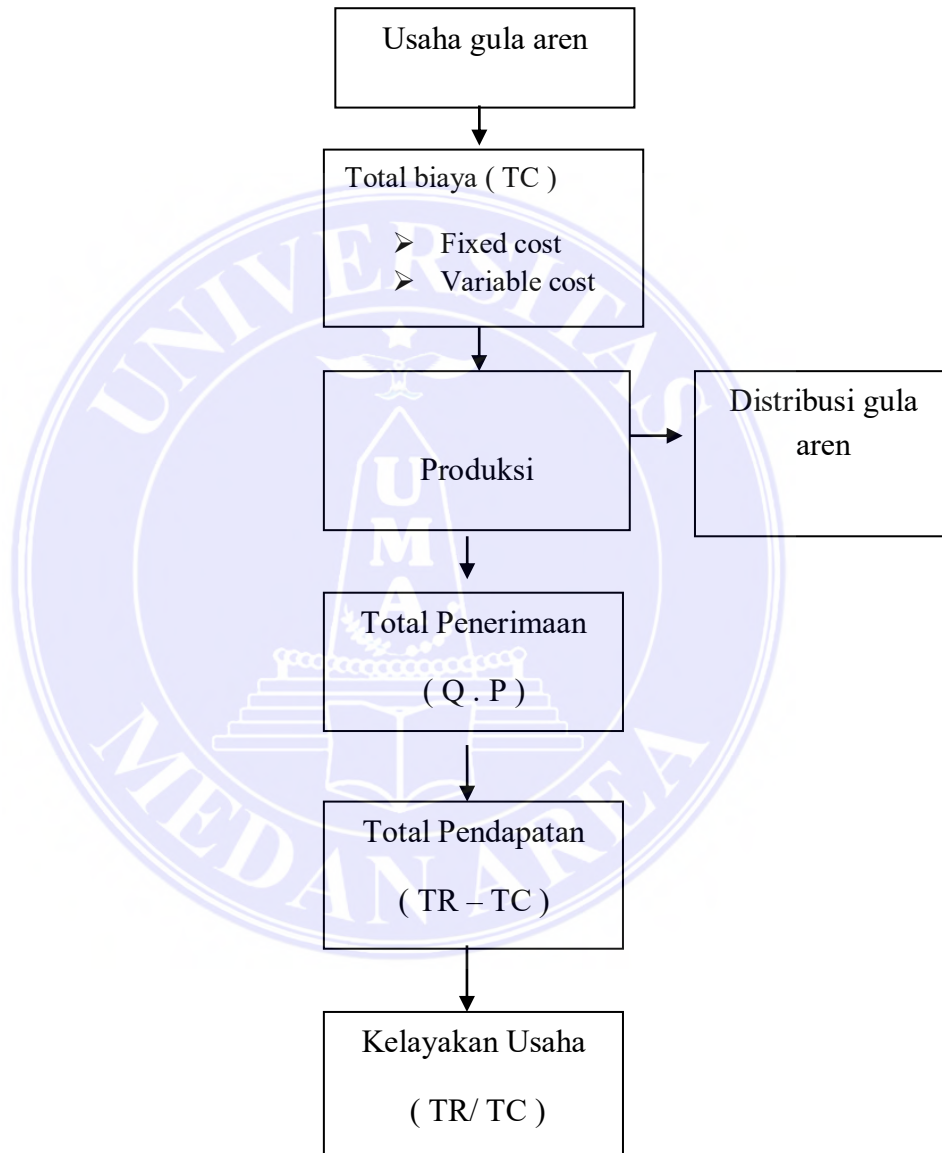 Usaha gula aren
Total biaya ( TC )
➢ Fixed cost
➢ Variable cost
Produksi
Distribusi gula
aren
Total Penerimaan
( Q . P )
Total Pendapatan
( TR – TC )
Kelayakan Usaha
( TR/ TC )
UNIVERSITAS
UMA
MEDAN AREA